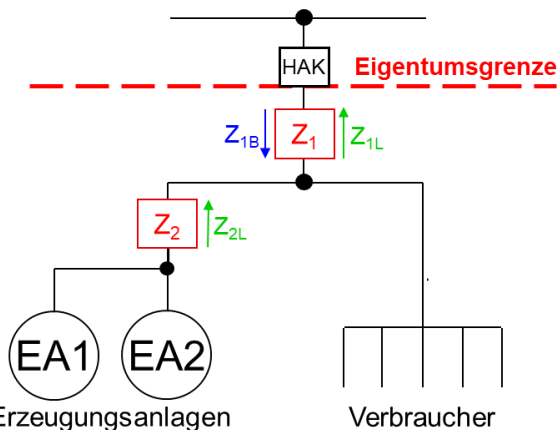 HAK
Eigentumsgrenze
Z1B Z1 Z1L
Z2 Z2L
EA1 EA2
Erzeugungsanlagen Verbraucher